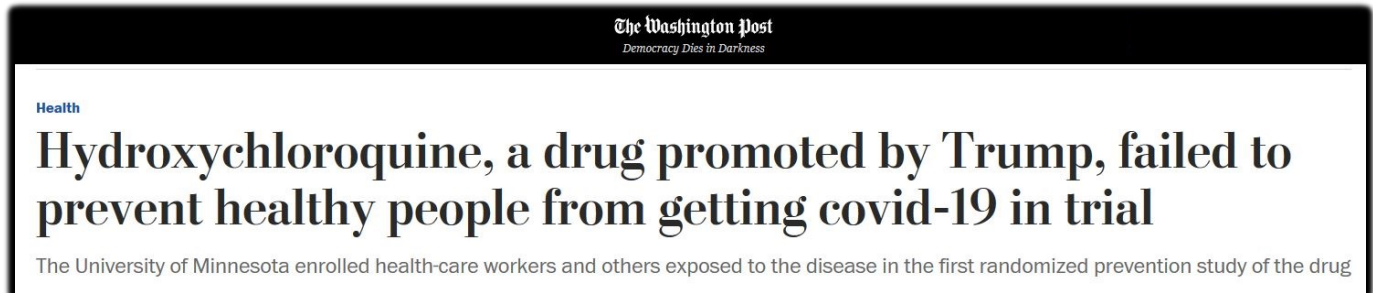 The Washington Post
Democracy Dies in Darkness
Health
Hydroxychloroquine, a drug promoted by Trump, failed to
prevent healthy people from getting covid-19 in trial
The University of Minnesota enrolled health-care workers and others exposed to the disease in the first randomized prevention study of the drug